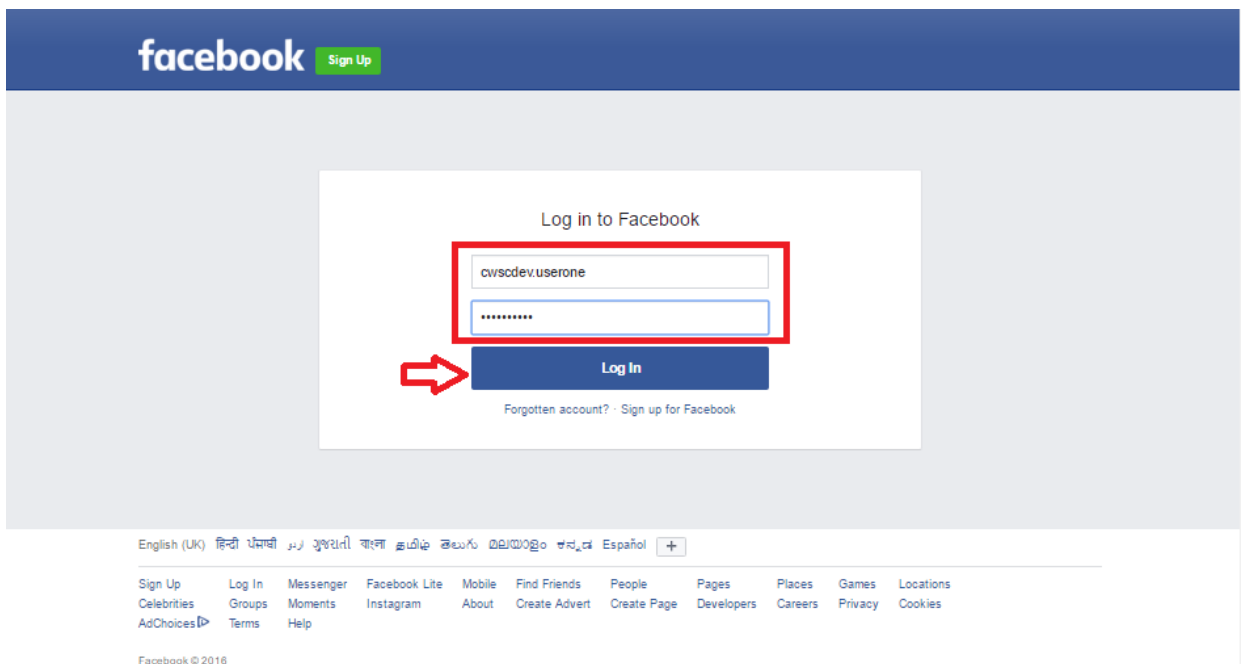 facebook Sign Up
Log in to Facebook
cwscdev.userone
••••••••••
Log In
Forgotten account? · Sign up for Facebook
English (UK) हिन्दी ਪੰਜਾਬੀ اردو ગુજરાતી বাংলা தமிழ் తెలుగు മലയാളം ಕನ್ನಡ Español +
Sign Up Log In Messenger Facebook Lite Mobile Find Friends People Pages Places Games Locations
Celebrities Groups Moments Instagram About Create Advert Create Page Developers Careers Privacy Cookies
AdChoices Terms Help
Facebook © 2016